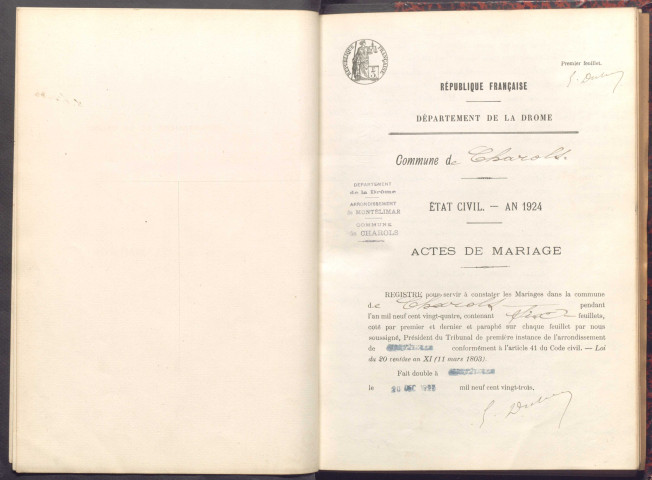 RÉPUBLIQUE FRANÇAISE
Premier feuillet.
RÉPUBLIQUE FRANÇAISE
DÉPARTEMENT DE LA DROME
Commune de Charols.
DÉPARTEMENT
de la Drôme
ARRONDISSEMENT
de MONTÉLIMAR
COMMUNE
de CHAROLS
ÉTAT CIVIL. — AN 1924
ACTES DE MARIAGE
REGISTRE pour servir à constater les Mariages dans la commune
de Charols pendant
l'an mil neuf cent vingt-quatre, contenant feuillets,
coté par premier et dernier et paraphé sur chaque feuillet par nous
soussigné, Président du Tribunal de première instance de l'arrondissement
de conformément à l'article 41 du Code civil. — Loi
du 20 ventôse an XI (11 mars 1803).
Fait double à
le DEC mil neuf cent vingt-trois,